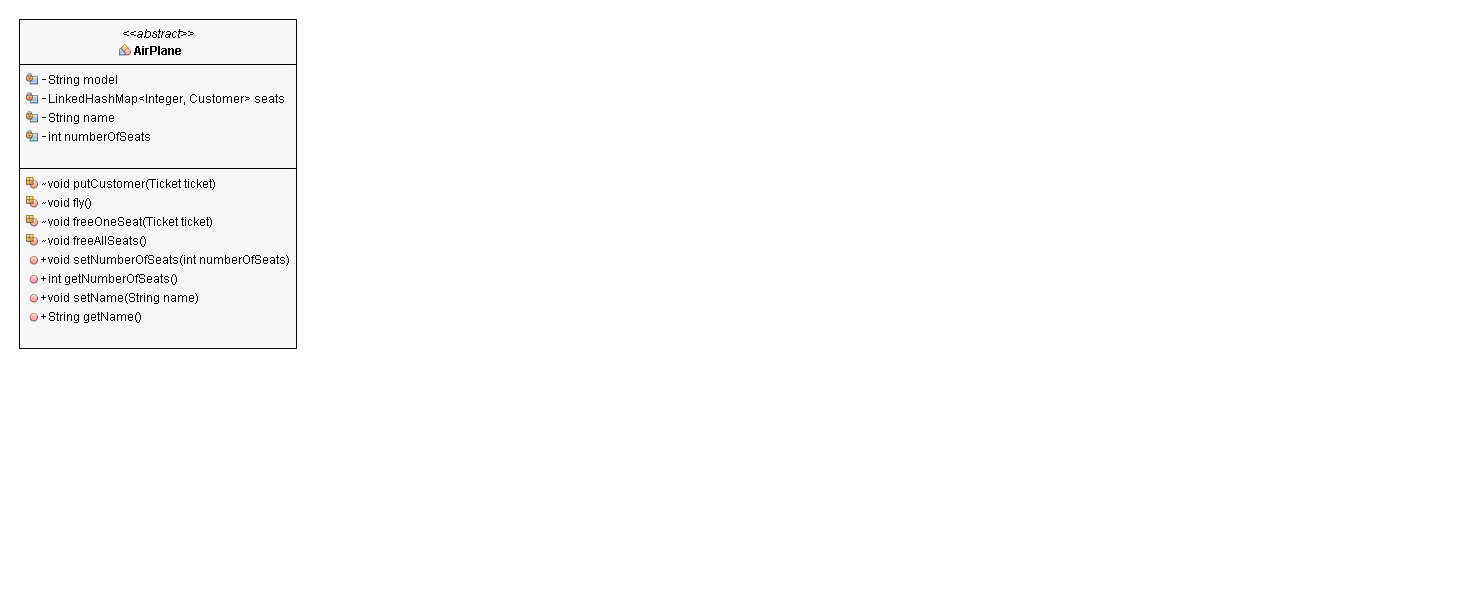 <<abstract>>
AirPlane
-String model
-LinkedHashMap<Integer, Customer> seats
-String name
-int numberOfSeats
~void putCustomer(Ticket ticket)
~void fly()
~void freeOneSeat(Ticket ticket)
~void freeAllSeats()
+void setNumberOfSeats(int numberOfSeats)
+int getNumberOfSeats()
+void setName(String name)
+String getName()